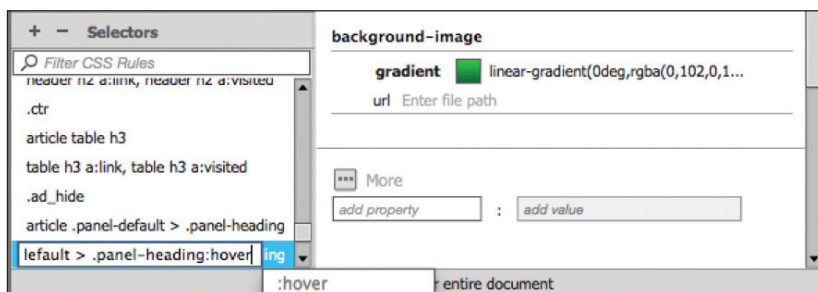 + − Selectors
Filter CSS Rules
header h2 a:link, header h2 a:visited
.ctr
article table h3
table h3 a:link, table h3 a:visited
.ad_hide
article .panel-default > .panel-heading
lefault > .panel-heading:hover ing
:hover
background-image
gradient linear-gradient(0deg,rgba(0,102,0,1...
url Enter file path
More
add property : add value
r entire document